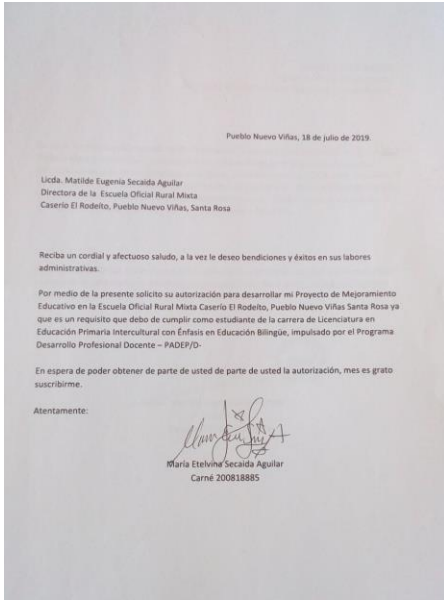 Pueblo Nuevo Viñas, 18 de julio de 2019.
Licda. Matilde Eugenia Secaida Aguilar
Directora de la Escuela Oficial Rural Mixta
Caserío El Rodeito, Pueblo Nuevo Viñas, Santa Rosa
Reciba un cordial y afectuoso saludo, a la vez le deseo bendiciones y éxitos en sus labores
administrativas.
Por medio de la presente solicito su autorización para desarrollar mi Proyecto de Mejoramiento
Educativo en la Escuela Oficial Rural Mixta Caserío El Rodeito, Pueblo Nuevo Viñas Santa Rosa ya
que es un requisito que debo de cumplir como estudiante de la carrera de Licenciatura en
Educación Primaria Intercultural con Énfasis en Educación Bilingüe, impulsado por el Programa
Desarrollo Profesional Docente – PADEP/D-
En espera de poder obtener de parte de usted de parte de usted la autorización, mes es grato
suscribirme.
Atentamente:
María Etelvina Secaida Aguilar
Carné 200818885